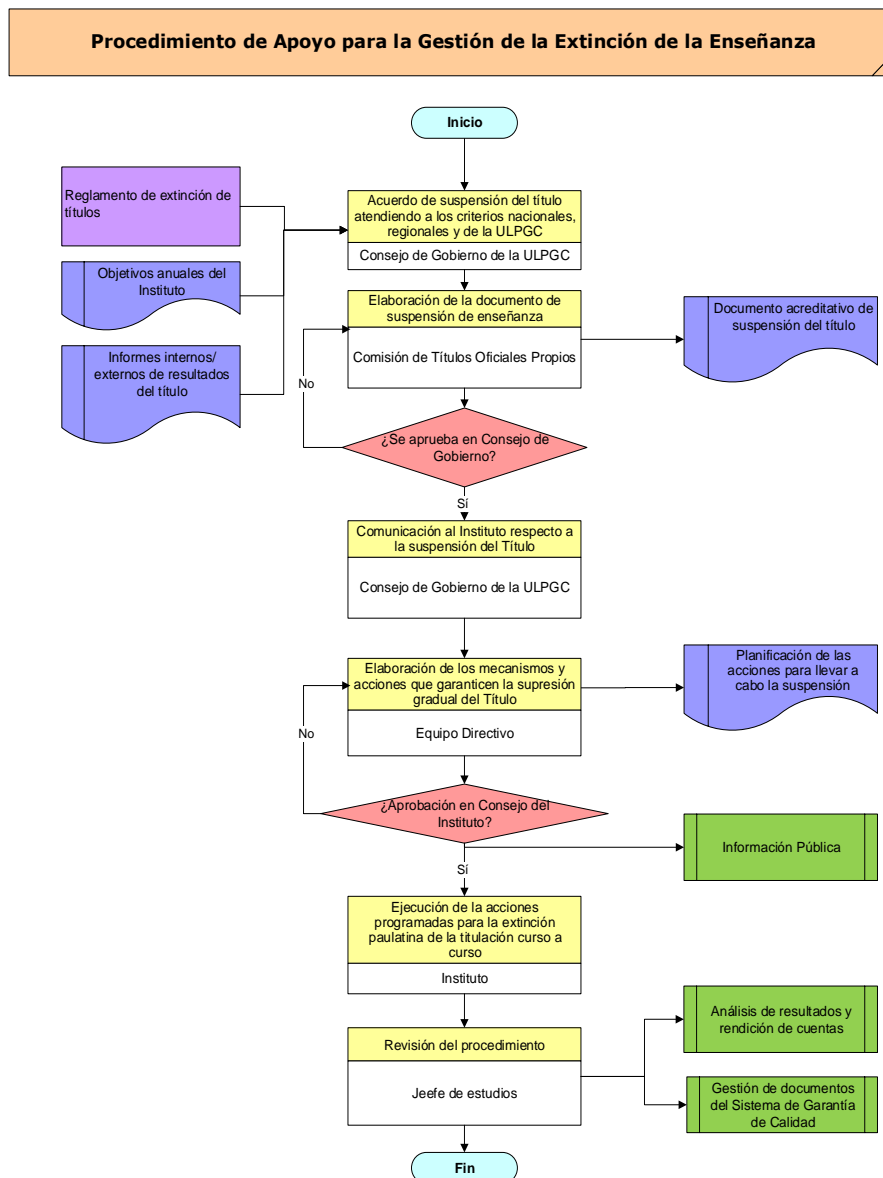 Procedimiento de Apoyo para la Gestión de la Extinción de la Enseñanza
Inicio
Reglamento de extinción de
títulos
Acuerdo de suspensión del título
atendiendo a los criterios nacionales,
regionales y de la ULPGC
Consejo de Gobierno de la ULPGC
Objetivos anuales del
Instituto
Elaboración de la documento de
suspensión de enseñanza
Comisión de Títulos Oficiales Propios
Documento acreditativo de
suspensión del título
Informes internos/
externos de resultados
del título
No
¿Se aprueba en Consejo de
Gobierno?
Sí
Comunicación al Instituto respecto a
la suspensión del Título
Consejo de Gobierno de la ULPGC
Elaboración de los mecanismos y
acciones que garanticen la supresión
gradual del Título
Equipo Directivo
Planificación de las
acciones para llevar a
cabo la suspensión
No
¿Aprobación en Consejo del
Instituto?
Información Pública
Sí
Ejecución de la acciones
programadas para la extinción
paulatina de la titulación curso a
curso
Instituto
Revisión del procedimiento
Jeefe de estudios
Análisis de resultados y
rendición de cuentas
Gestión de documentos
del Sistema de Garantía
de Calidad
Fin